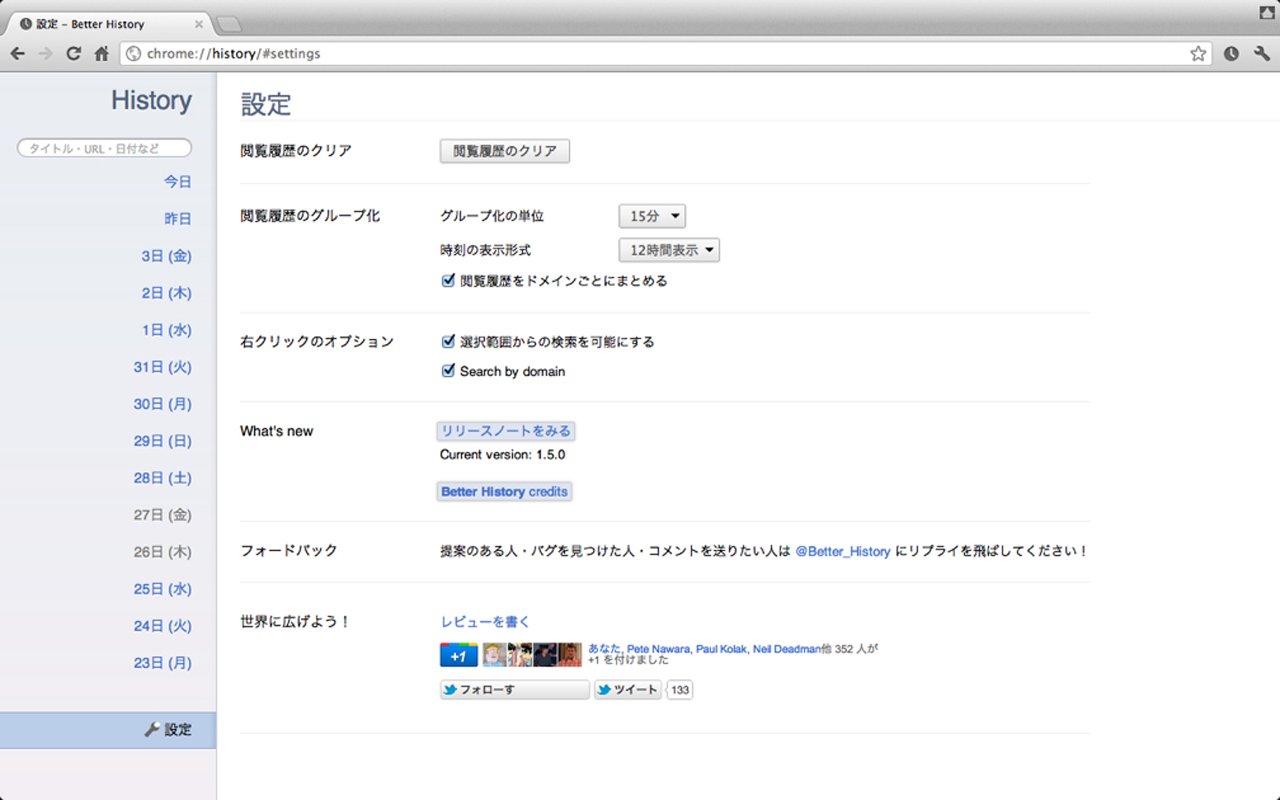 設定 – Better History
chrome://history/#settings
History
タイトル・URL・日付など
今日
昨日
3日 (金)
2日 (木)
1日 (水)
31日 (火)
30日 (月)
29日 (日)
28日 (土)
27日 (金)
26日 (木)
25日 (水)
24日 (火)
23日 (月)
設定
設定
閲覧履歴のクリア 閲覧履歴のクリア
閲覧履歴のグループ化 グループ化の単位 15分
時刻の表示形式 12時間表示
閲覧履歴をドメインごとにまとめる
右クリックのオプション 選択範囲からの検索を可能にする
Search by domain
What's new リリースノートをみる
Current version: 1.5.0
Better History credits
フォードバック 提案のある人・バグを見つけた人・コメントを送りたい人は @Better_History にリプライを飛ばしてください！
世界に広げよう！ レビューを書く
+1 あなた, Pete Nawara, Paul Kolak, Neil Deadman他 352 人が
+1 を付けました
フォローす ツイート 133